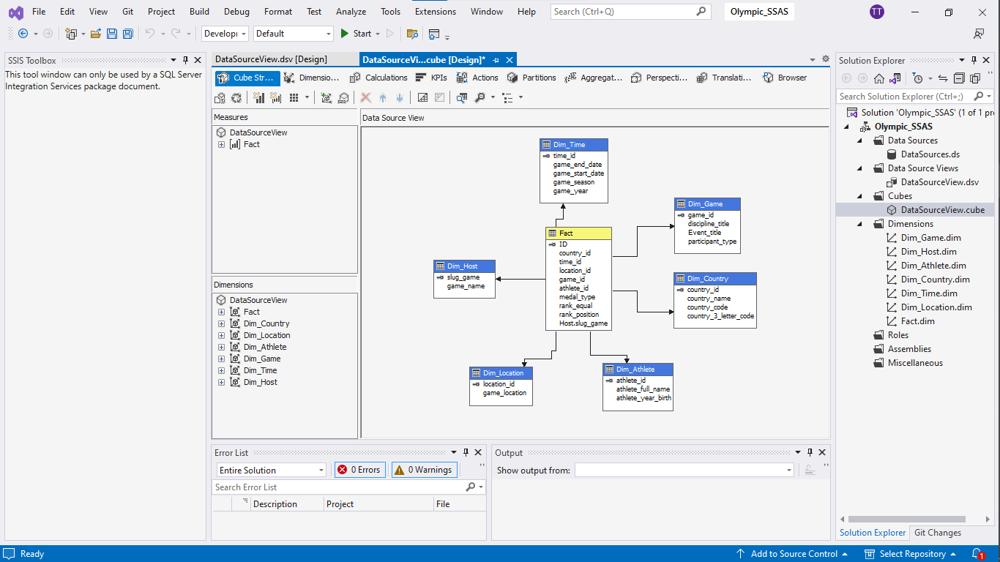 File Edit View Git Project Build Debug Format Test Analyze Tools Extensions Window Help Search (Ctrl+Q) Olympic_SSAS TT
Developi Default Start
SSIS Toolbox
This tool window can only be used by a SQL Server
Integration Services package document.
DataSourceView.dsv [Design] DataSourceVi...cube [Design]*
Cube Str... Dimensio... Calculations KPIs Actions Partitions Aggregat... Perspecti... Translati... Browser
Measures
DataSourceView
Fact
Dimensions
DataSourceView
Fact
Dim_Country
Dim_Location
Dim_Athlete
Dim_Game
Dim_Time
Dim_Host
Data Source View
Dim_Time
time_id
game_end_date
game_start_date
game_season
game_year
Dim_Game
game_id
discipline_title
Event_title
participant_type
Fact
ID
country_id
time_id
location_id
game_id
athlete_id
medal_type
rank_equal
rank_position
Host.slug_game
Dim_Host
slug_game
game_name
Dim_Country
country_id
country_name
country_code
country_3_letter_code
Dim_Location
location_id
game_location
Dim_Athlete
athlete_id
athlete_full_name
athlete_year_birth
Error List
Entire Solution 0 Errors 0 Warnings
Search Error List
Description Project File
Output
Show output from:
Solution Explorer
Search Solution Explorer (Ctrl+;)
Solution 'Olympic_SSAS' (1 of 1 pr
Olympic_SSAS
Data Sources
DataSources.ds
Data Source Views
DataSourceView.dsv
Cubes
DataSourceView.cube
Dimensions
Dim_Game.dim
Dim_Host.dim
Dim_Athlete.dim
Dim_Country.dim
Dim_Time.dim
Dim_Location.dim
Fact.dim
Roles
Assemblies
Miscellaneous
Solution Explorer Git Changes
Ready Add to Source Control Select Repository 1